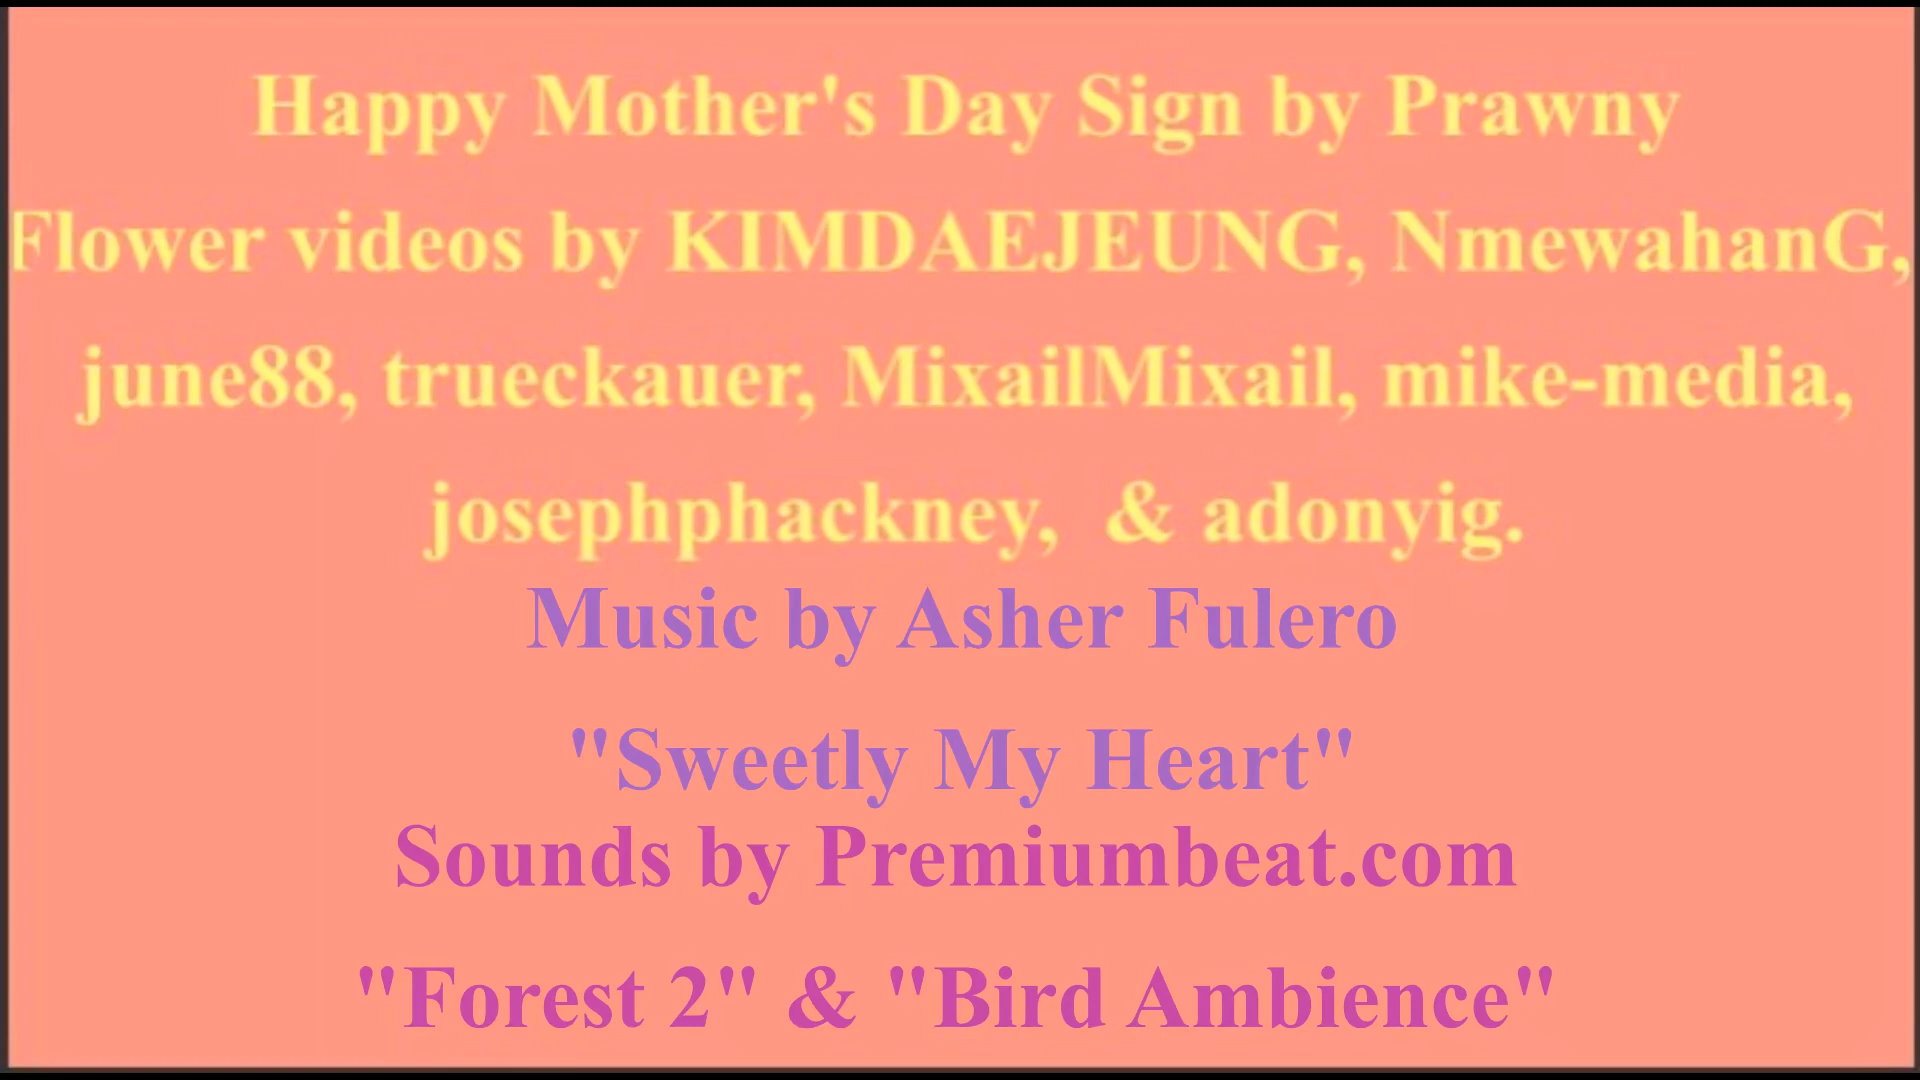 Happy Mother's Day Sign by Prawny
Flower videos by KIMDAEJEUNG, NmewahanG,
june88, trueckauer, MixailMixail, mike-media,
josephphackney,  & adonyig.
Music by Asher Fulero
"Sweetly My Heart"
Sounds by Premiumbeat.com
"Forest 2" & "Bird Ambience"